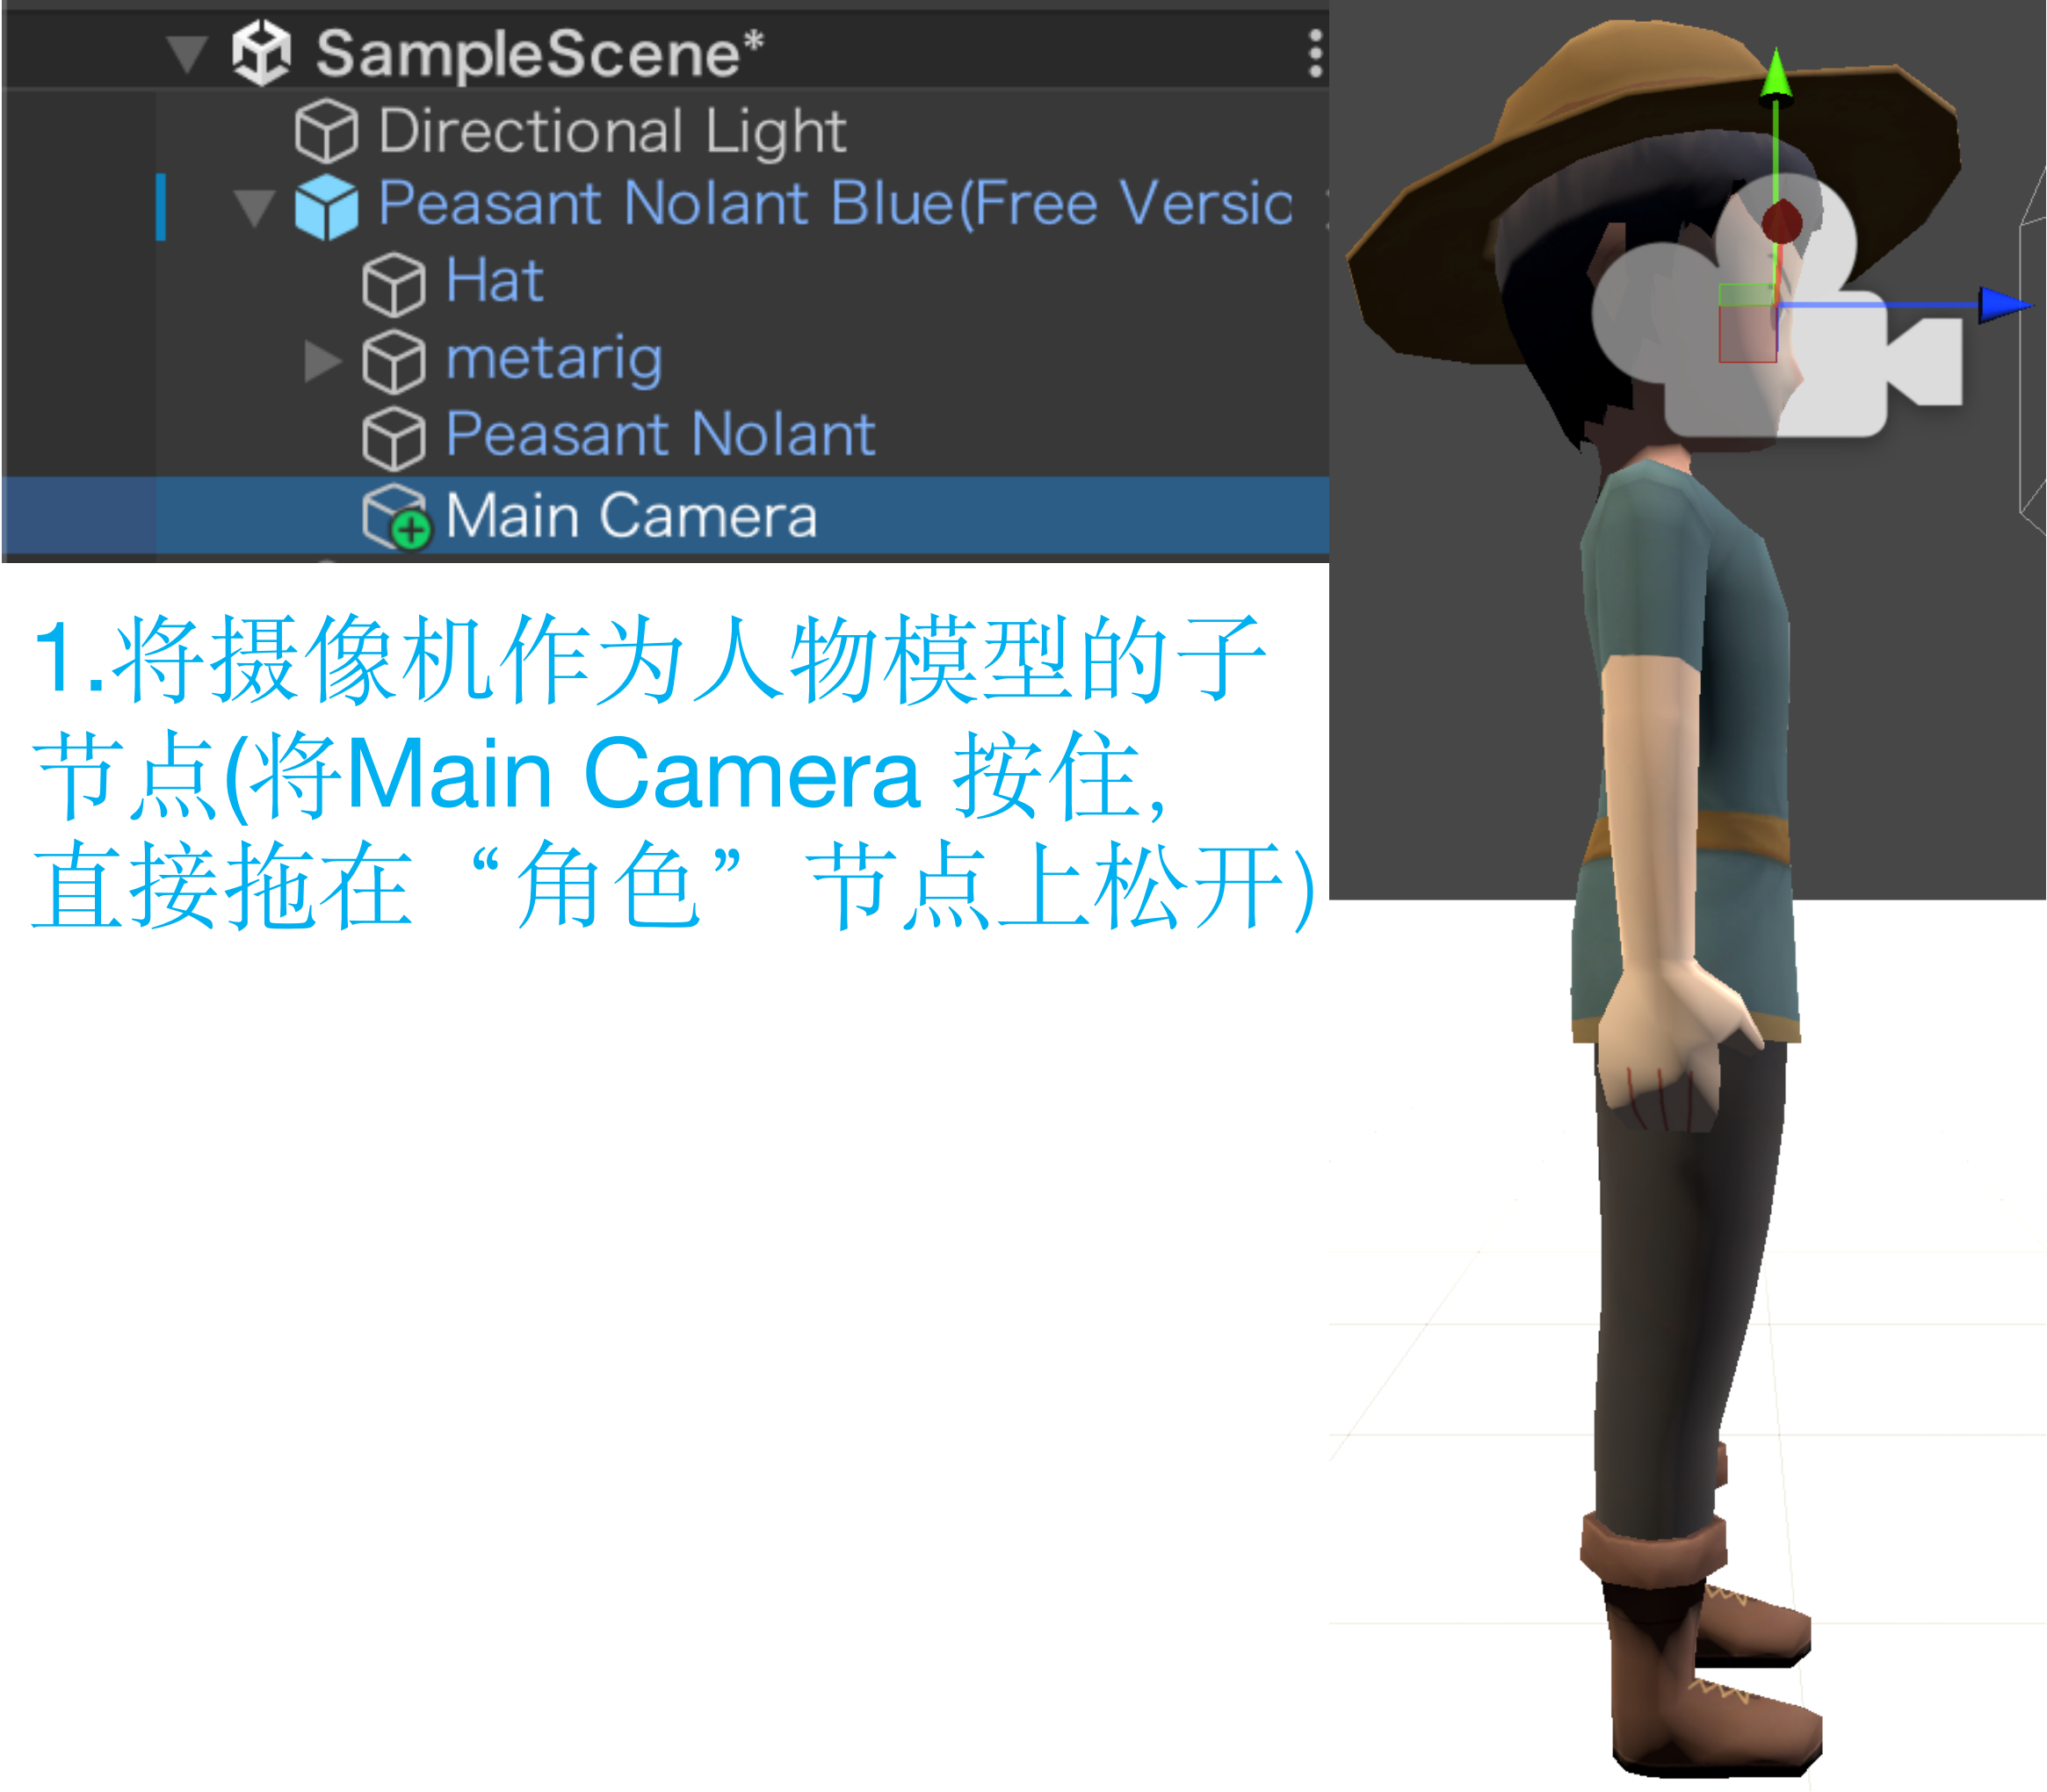 SampleScene*
Directional Light
Peasant Nolant Blue(Free Versio
Hat
metarig
Peasant Nolant
Main Camera
1.将摄像机作为人物模型的子
节点(将Main Camera 按住,
直接拖在“角色”节点上松开)